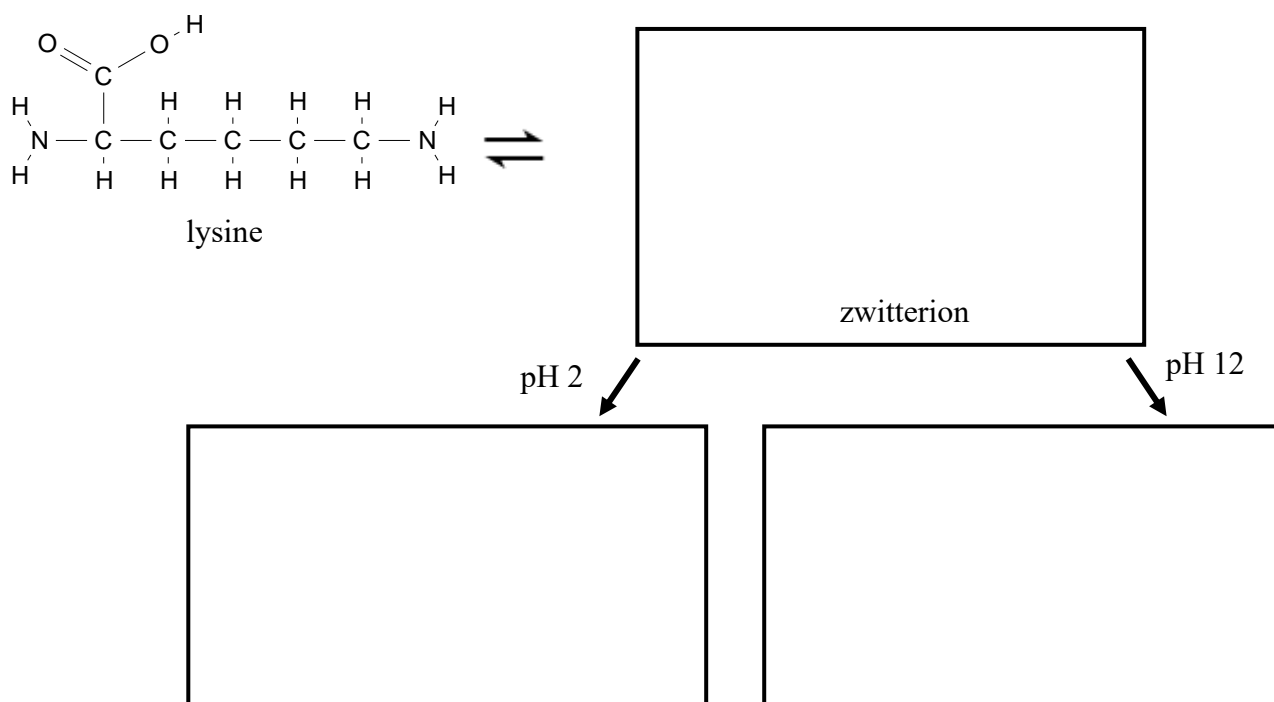 H
O O
C
H H H H H H
N C C C C C N
H H H H H H H
lysine
zwitterion
pH 2
pH 12